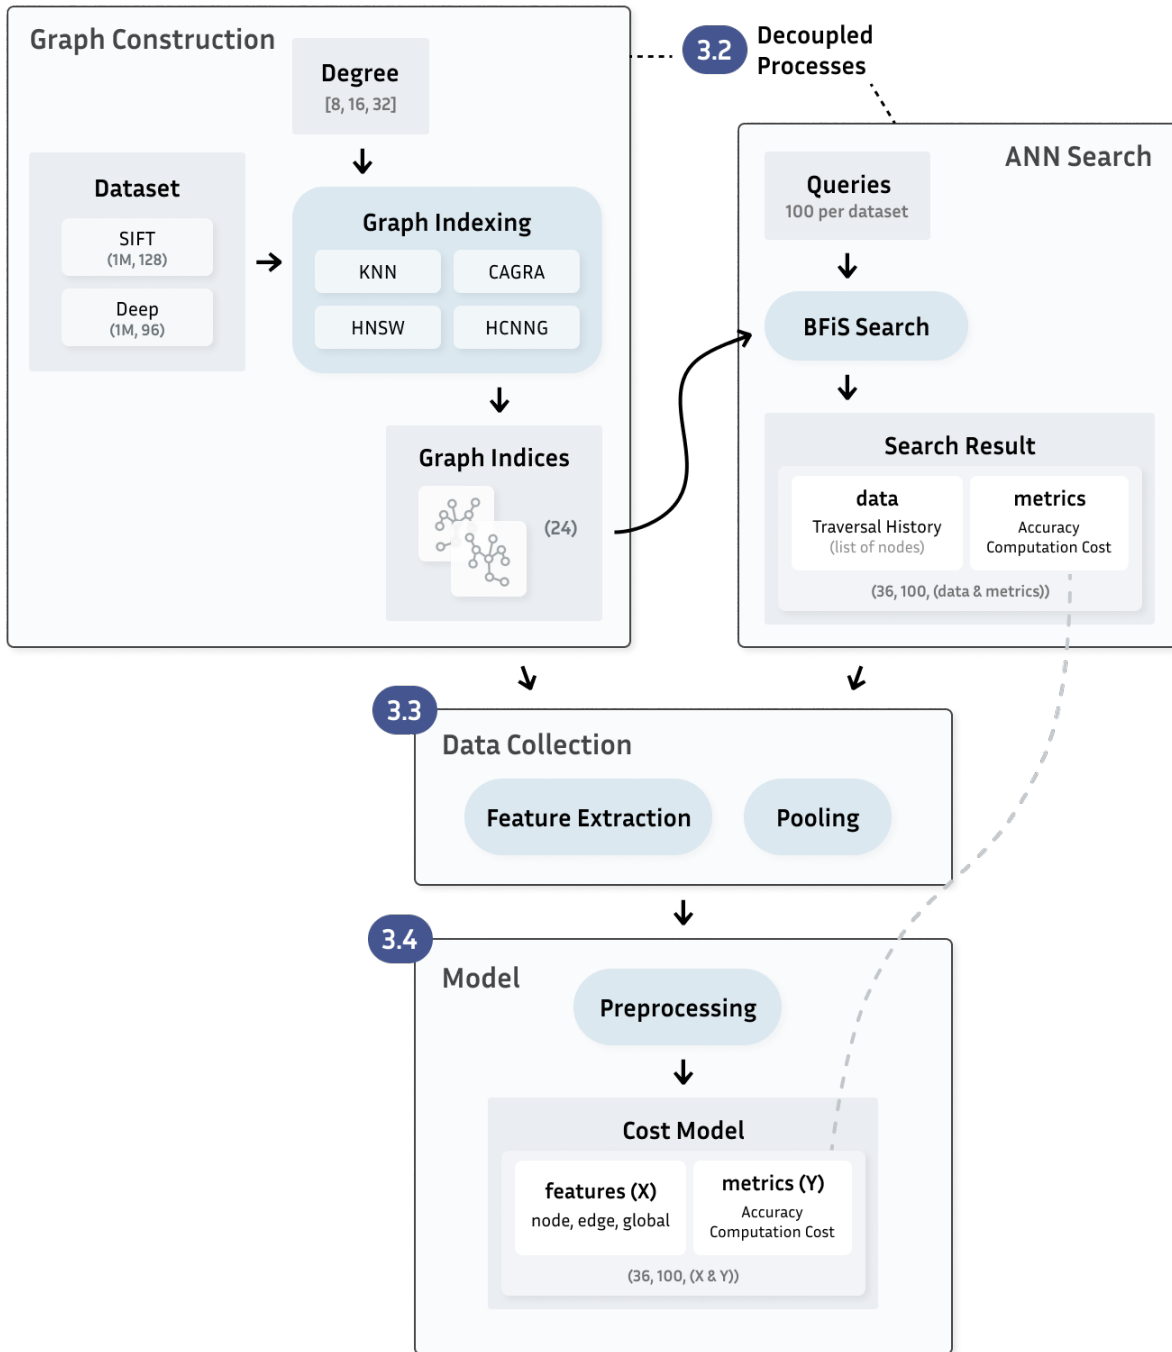 Graph Construction
Degree
[8, 16, 32]
Dataset
SIFT
(1M, 128)
Deep
(1M, 96)
Graph Indexing
KNN
CAGRA
HNSW
HCNNG
Graph Indices
(24)
3.2
Decoupled
Processes
ANN Search
Queries
100 per dataset
BFiS Search
Search Result
data
Traversal History
(list of nodes)
metrics
Accuracy
Computation Cost
(36, 100, (data & metrics))
3.3
Data Collection
Feature Extraction
Pooling
3.4
Model
Preprocessing
Cost Model
features (X)
node, edge, global
metrics (Y)
Accuracy
Computation Cost
(36, 100, (X & Y))